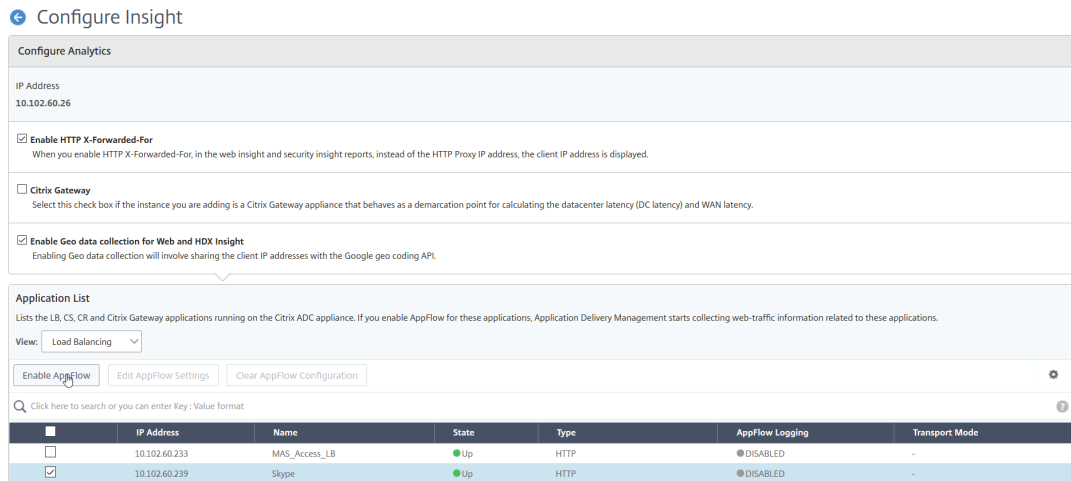 Configure Insight
Configure Analytics
IP Address
10.102.60.26
Enable HTTP X-Forwarded-For
When you enable HTTP X-Forwarded-For, in the web insight and security insight reports, instead of the HTTP Proxy IP address, the client IP address is displayed.
Citrix Gateway
Select this check box if the instance you are adding is a Citrix Gateway appliance that behaves as a demarcation point for calculating the datacenter latency (DC latency) and WAN latency.
Enable Geo data collection for Web and HDX Insight
Enabling Geo data collection will involve sharing the client IP addresses with the Google geo coding API.
Application List
Lists the LB, CS, CR and Citrix Gateway applications running on the Citrix ADC appliance. If you enable AppFlow for these applications, Application Delivery Management starts collecting web-traffic information related to these applications.
View: Load Balancing
Enable AppFlow Edit AppFlow Settings Clear AppFlow Configuration
Click here to search or you can enter Key : Value format ?
IP Address Name State Type AppFlow Logging Transport Mode
10.102.60.233 MAS_Access_LB Up HTTP DISABLED -
10.102.60.239 Skype Up HTTP DISABLED -